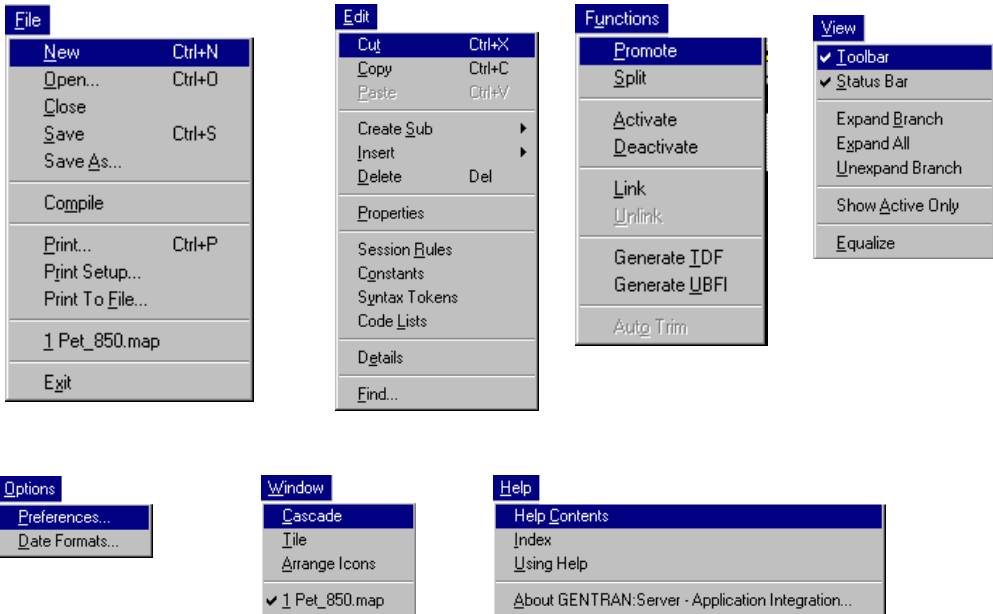 File
New Ctrl+N
Open... Ctrl+O
Close
Save Ctrl+S
Save As...
Compile
Print... Ctrl+P
Print Setup...
Print To File...
1 Pet_850.map
Exit
Edit
Cut Ctrl+X
Copy Ctrl+C
Paste Ctrl+V
Create Sub
Insert
Delete Del
Properties
Session Rules
Constants
Syntax Tokens
Code Lists
Details
Find...
Functions
Promote
Split
Activate
Deactivate
Link
Unlink
Generate TDF
Generate UBFI
Auto Trim
View
Toolbar
Status Bar
Expand Branch
Expand All
Unexpand Branch
Show Active Only
Equalize
Options
Preferences...
Date Formats...
Window
Cascade
Tile
Arrange Icons
1 Pet_850.map
Help
Help Contents
Index
Using Help
About GENTRAN:Server - Application Integration...